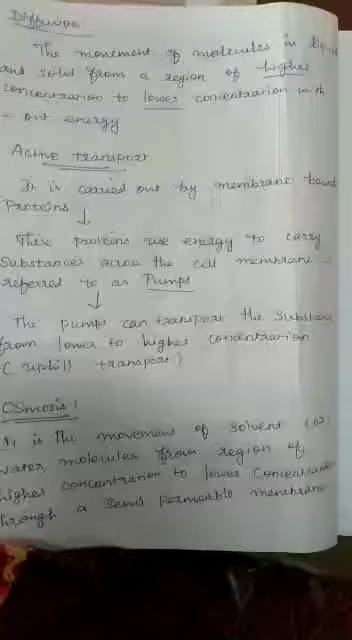 Diffusion
The movement of molecules in
and solid from a region of higher
concentration to lower concentration with
- out energy
Active transport
It is carried out by membrane bound
Proteins
↓
These proteins use energy to carry
Substances across the cell membrane &
referred to as Pumps
↓
The pumps can transport the Substance
from lower to higher concentration
(uphill transport)
Osmosis:
It is the movement of solvent (or)
water molecules from region of
higher concentration to lower concentration
through a semi permeable membrane